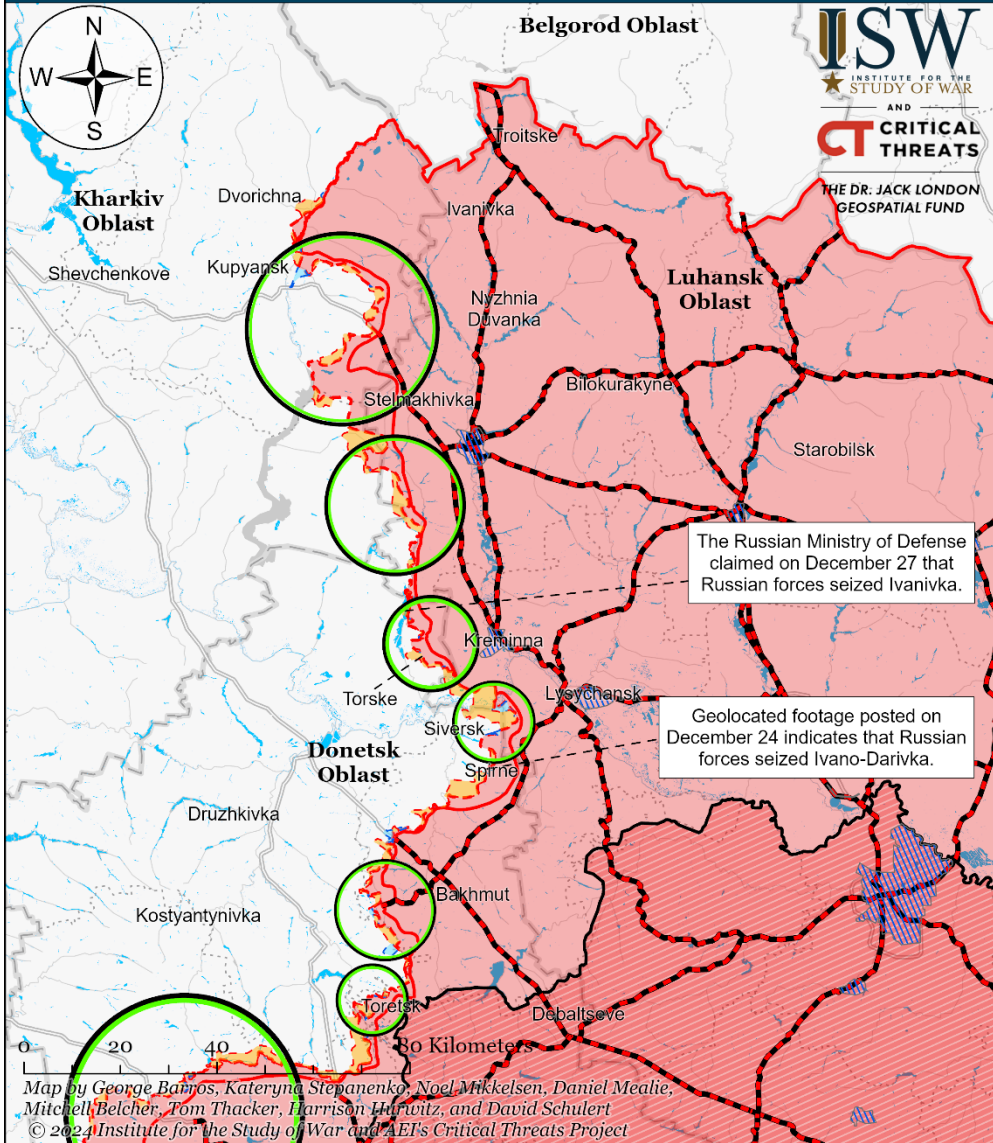 N
W E
S
Belgorod Oblast
ISW
INSTITUTE FOR THE
STUDY OF WAR
AND
CT CRITICAL
THREATS
THE DR. JACK LONDON
GEOSPATIAL FUND
Troitske
Dvorichna
Kharkiv
Oblast
Ivanivka
Shevchenkove
Kupyansk
Luhansk
Oblast
Nyzhnia
Duvanka
Bilokurakyne
Stelmakhivka
Starobilsk
The Russian Ministry of Defense
claimed on December 27 that
Russian forces seized Ivanivka.
Kreminna
Torske
Lysychansk
Siversk
Geolocated footage posted on
December 24 indicates that Russian
forces seized Ivano-Darivka.
Donetsk
Oblast
Spirne
Druzhkivka
Bakhmut
Kostyantynivka
Toretsk
Debaltseve
0 20 40 80 Kilometers
Map by George Barros, Kateryna Stepanenko, Noel Mikkelsen, Daniel Mealie,
Mitchell Belcher, Tom Thacker, Harrison Hurwitz, and David Schulert
© 2024 Institute for the Study of War and AEI's Critical Threats Project